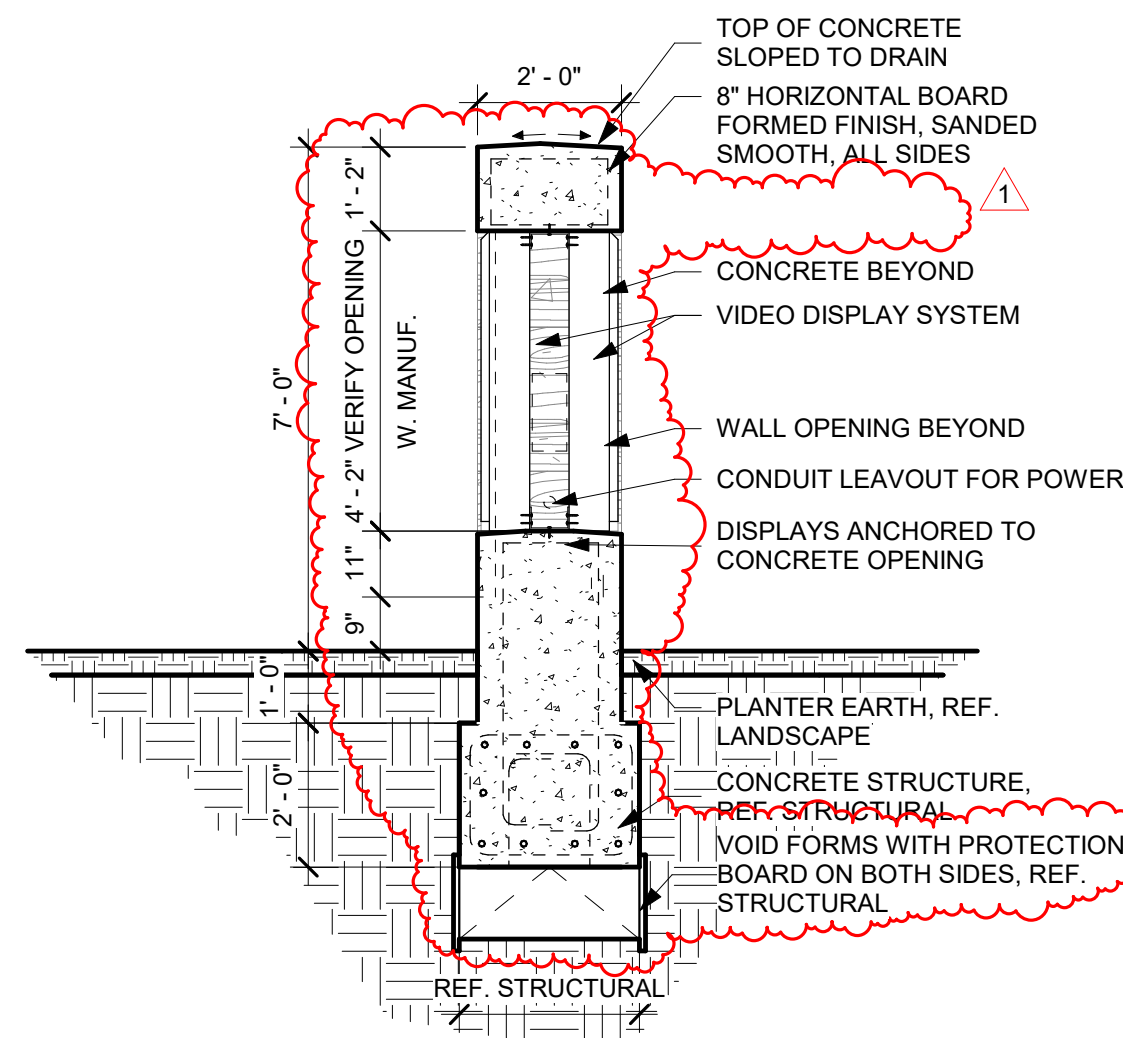 TOP OF CONCRETE
SLOPED TO DRAIN
2' - 0"
8" HORIZONTAL BOARD
FORMED FINISH, SANDED
SMOOTH, ALL SIDES
1
1' - 2"
CONCRETE BEYOND
VIDEO DISPLAY SYSTEM
7' - 0"
4' - 2" VERIFY OPENING
W. MANUF.
WALL OPENING BEYOND
CONDUIT LEAVOUT FOR POWER
DISPLAYS ANCHORED TO
CONCRETE OPENING
11"
9"
1' - 0"
PLANTER EARTH, REF.
LANDSCAPE
2' - 0"
CONCRETE STRUCTURE,
REF. STRUCTURAL
VOID FORMS WITH PROTECTION
BOARD ON BOTH SIDES, REF.
STRUCTURAL
REF. STRUCTURAL